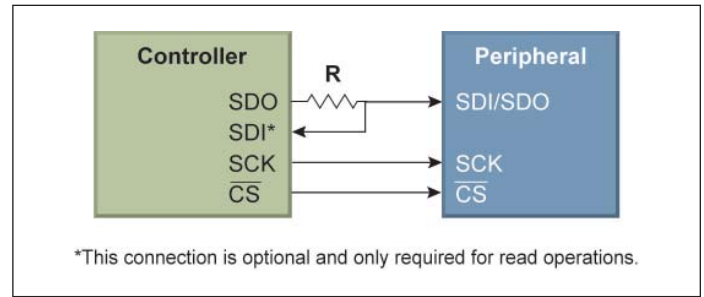 Controller
R
Peripheral
SDO
SDI/SDO
SDI*
SCK
SCK
CS
CS
*This connection is optional and only required for read operations.